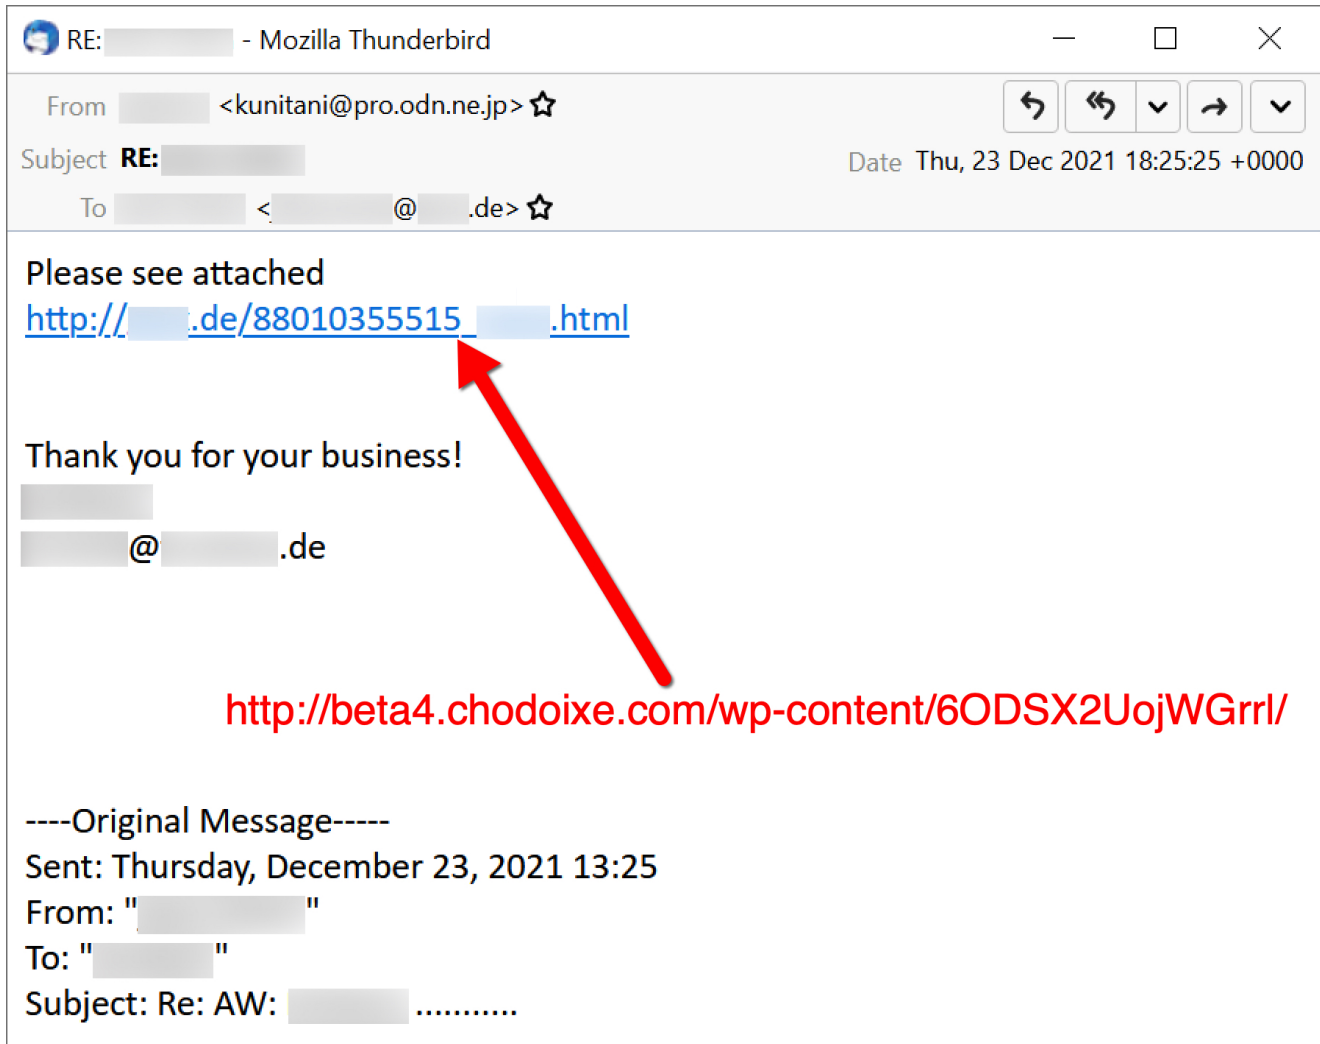 RE: - Mozilla Thunderbird
From <kunitani@pro.odn.ne.jp>
Subject RE:
Date Thu, 23 Dec 2021 18:25:25 +0000
To < @ .de>
Please see attached
http:// .de/88010355515_ .html
Thank you for your business!
@ .de
http://beta4.chodoixe.com/wp-content/6ODSX2UojWGrrl/
----Original Message-----
Sent: Thursday, December 23, 2021 13:25
From: " "
To: " "
Subject: Re: AW: ...........